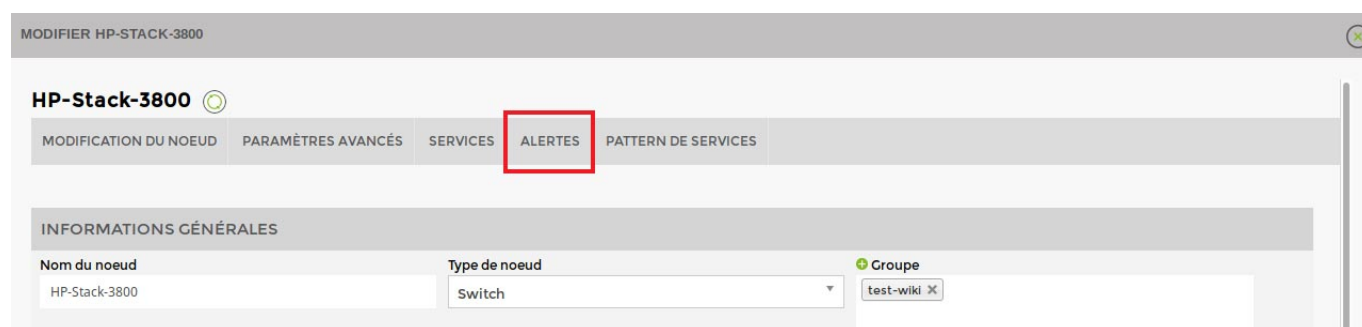 MODIFIER HP-STACK-3800
HP-Stack-3800
MODIFICATION DU NOEUD PARAMÈTRES AVANCÉS SERVICES ALERTES PATTERN DE SERVICES
INFORMATIONS GÉNÉRALES
Nom du noeud Type de noeud Groupe
HP-Stack-3800 Switch test-wiki